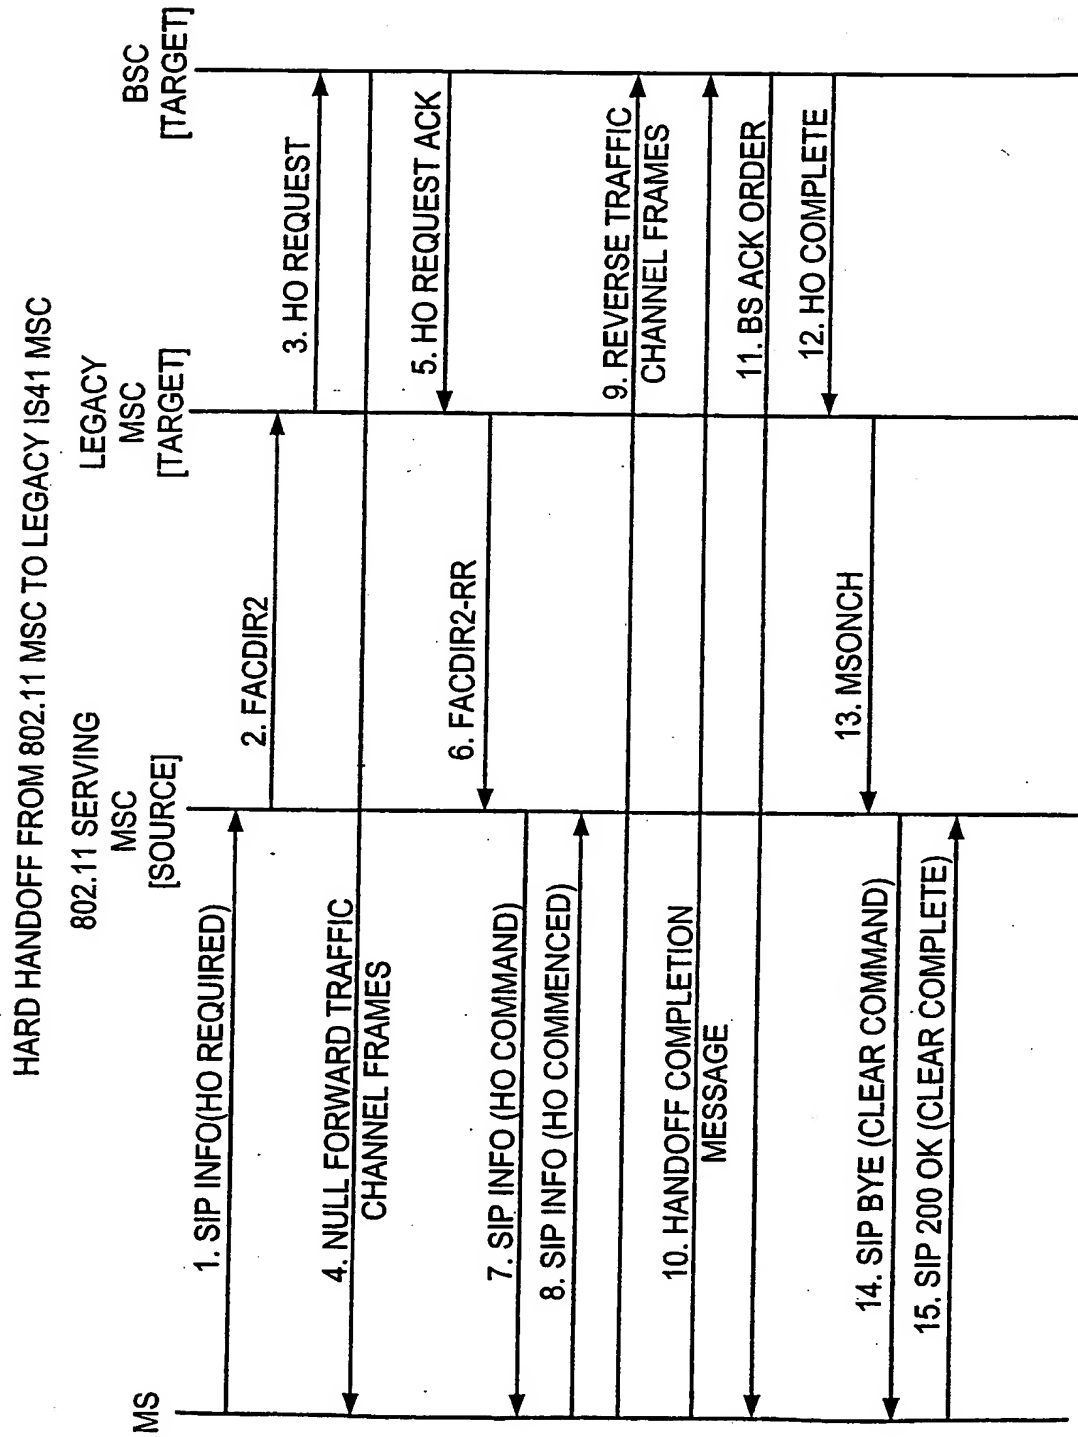 HARD HANDOFF FROM 802.11 MSC TO LEGACY IS41 MSC
MS
802.11 SERVING
MSC
[SOURCE]
LEGACY
MSC
[TARGET]
BSC
[TARGET]
1. SIP INFO(HO REQUIRED)
2. FACDIR2
3. HO REQUEST
4. NULL FORWARD TRAFFIC
CHANNEL FRAMES
5. HO REQUEST ACK
6. FACDIR2-RR
7. SIP INFO (HO COMMAND)
8. SIP INFO (HO COMMENCED)
9. REVERSE TRAFFIC
CHANNEL FRAMES
10. HANDOFF COMPLETION
MESSAGE
11. BS ACK ORDER
12. HO COMPLETE
13. MSONCH
14. SIP BYE (CLEAR COMMAND)
15. SIP 200 OK (CLEAR COMPLETE)